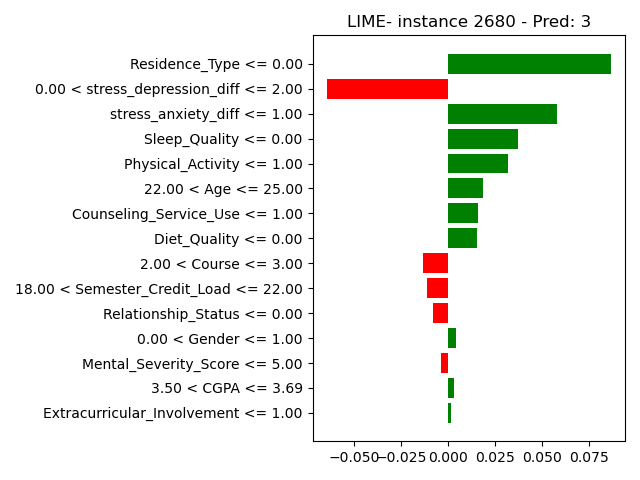 LIME- instance 2680 - Pred: 3
Residence_Type <= 0.00
0.00 < stress_depression_diff <= 2.00
stress_anxiety_diff <= 1.00
Sleep_Quality <= 0.00
Physical_Activity <= 1.00
22.00 < Age <= 25.00
Counseling_Service_Use <= 1.00
Diet_Quality <= 0.00
2.00 < Course <= 3.00
18.00 < Semester_Credit_Load <= 22.00
Relationship_Status <= 0.00
0.00 < Gender <= 1.00
Mental_Severity_Score <= 5.00
3.50 < CGPA <= 3.69
Extracurricular_Involvement <= 1.00
−0.050 −0.025 0.000 0.025 0.050 0.075